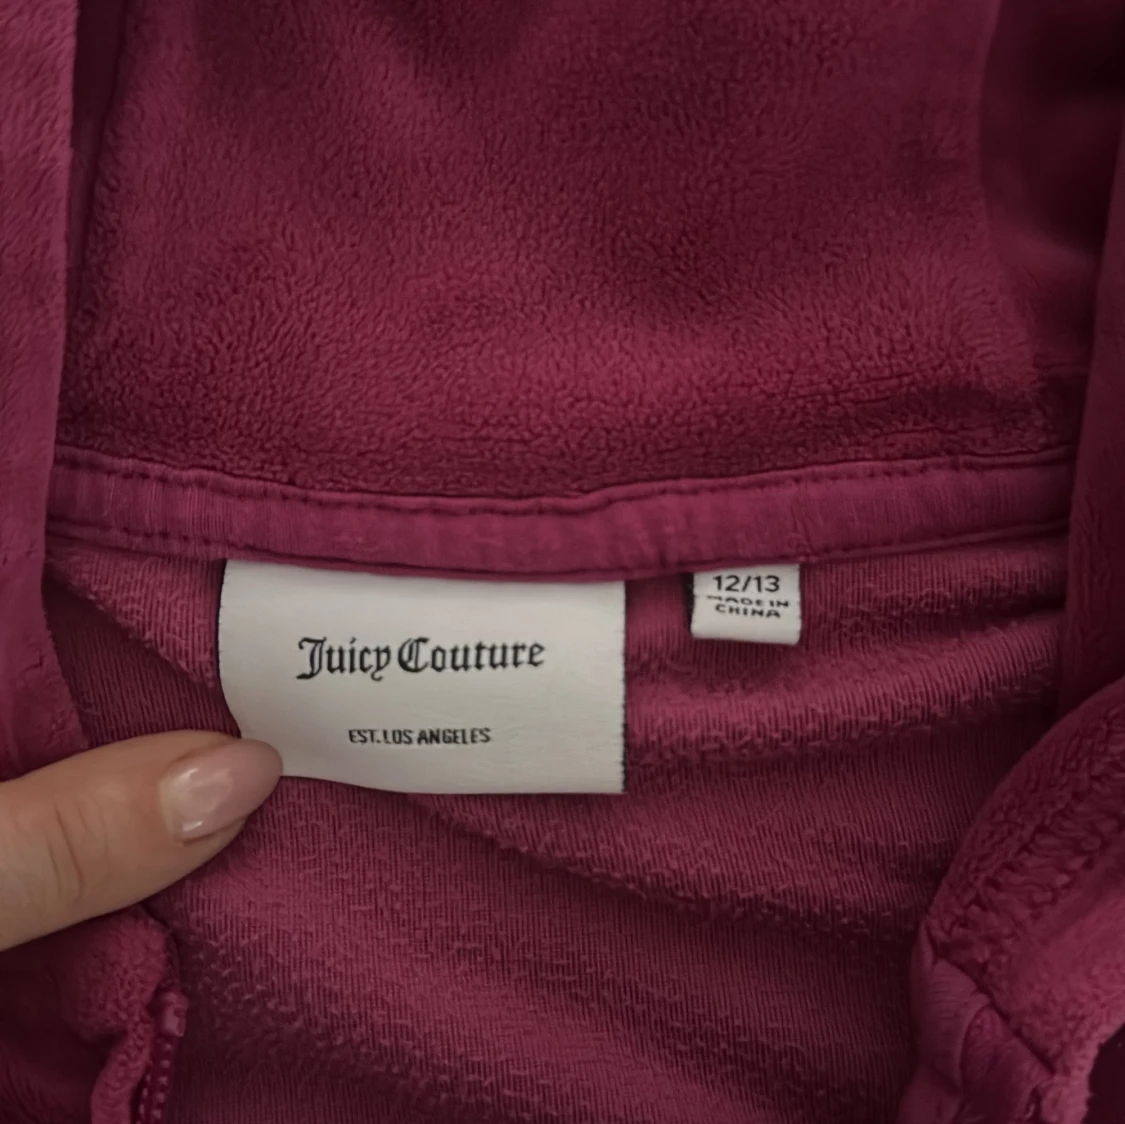 Juicy Couture
EST. LOS ANGELES
12/13
MADE IN
CHINA